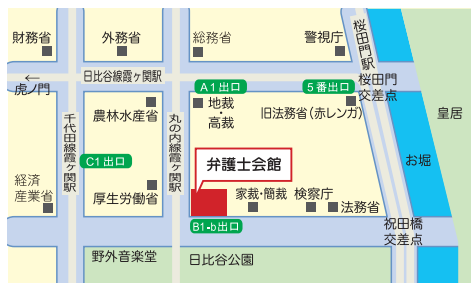 財務省
外務省
総務省
警視庁
桜田門駅
日比谷線霞ヶ関駅
←
虎ノ門
A1出口
5番出口
桜田門
交差点
皇居
農林水産省
地裁
・
高裁
旧法務省(赤レンガ)
千代田線霞ヶ関駅
丸の内線霞ヶ関駅
C1出口
お堀
弁護士会館
経済
産業省
厚生労働省
家裁・簡裁
検察庁
法務省
B1-b出口
祝田橋
交差点
野外音楽堂
日比谷公園